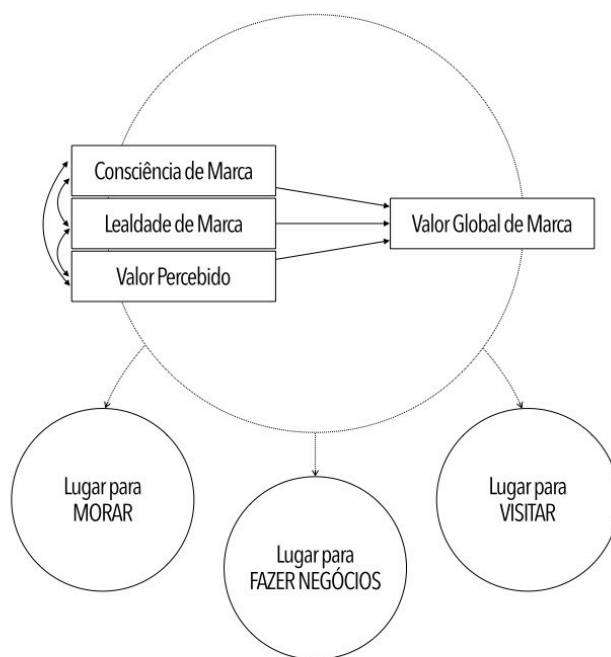 Consciência de Marca
Lealdade de Marca
Valor Percebido
Valor Global de Marca
Lugar para
MORAR
Lugar para
FAZER NEGÓCIOS
Lugar para
VISITAR